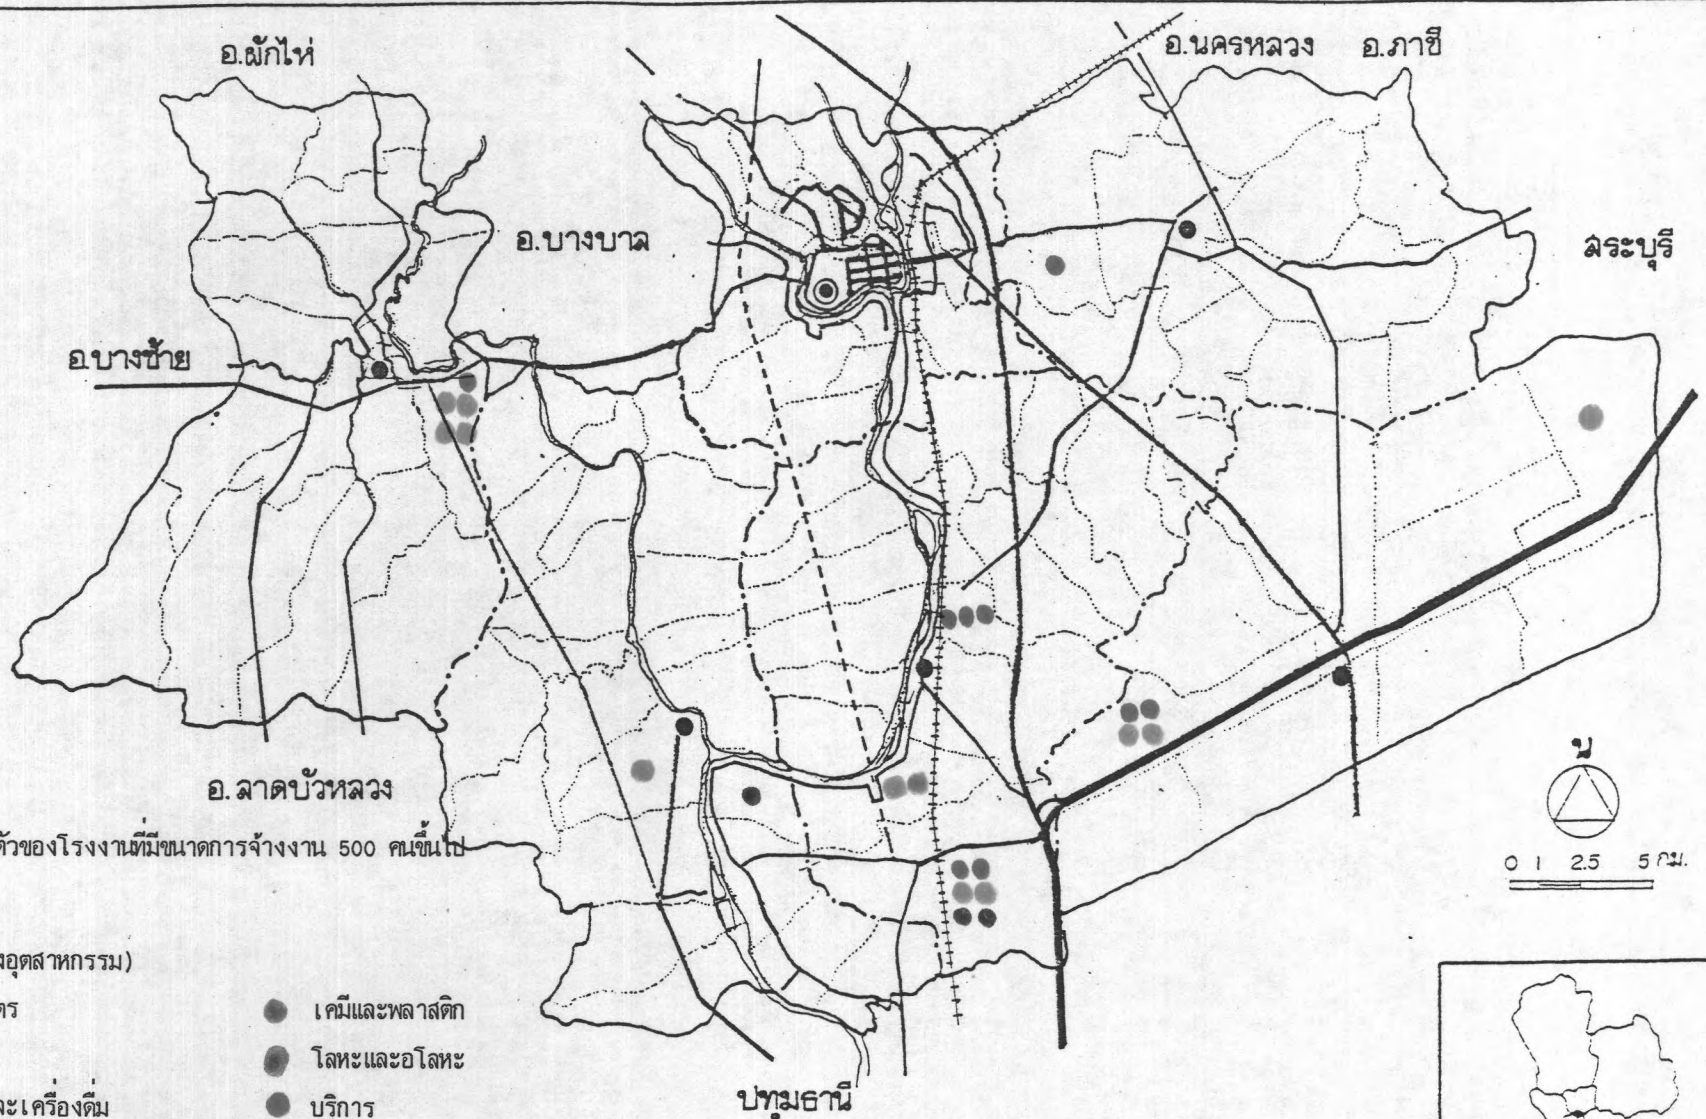 อ.ผักไห่
อ.นครหลวง อ.ภาชี
อ.บางบาล
สระบุรี
อ.บางซ้าย
น
อ.ลาดบัวหลวง
ตัวของโรงงานที่มีขนาดการจ้างงาน 500 คนขึ้นไป
0 1 2.5 5 กม.
อุตสาหกรรม)
เคมีและพลาสติก
โลหะและอโลหะ
ะเครื่องดื่ม บริการ
ปทุมธานี